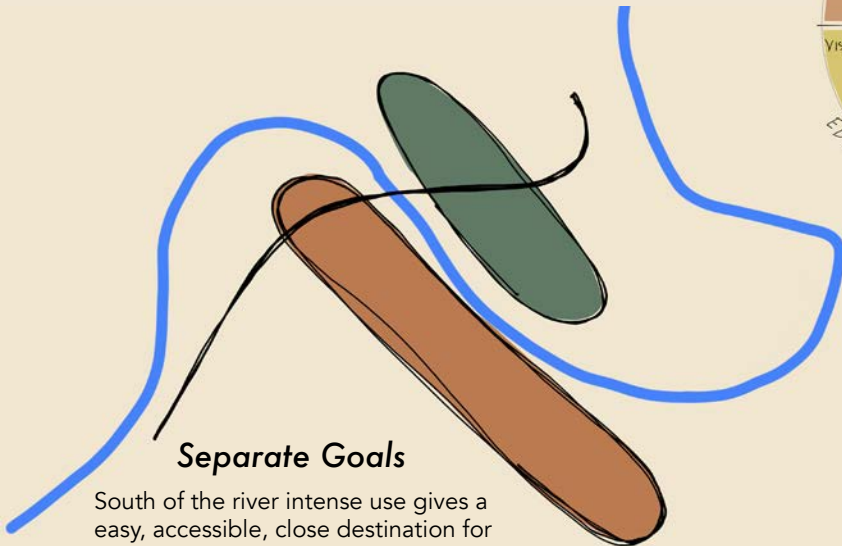 Separate Goals
South of the river intense use gives a
easy, accessible, close destination for